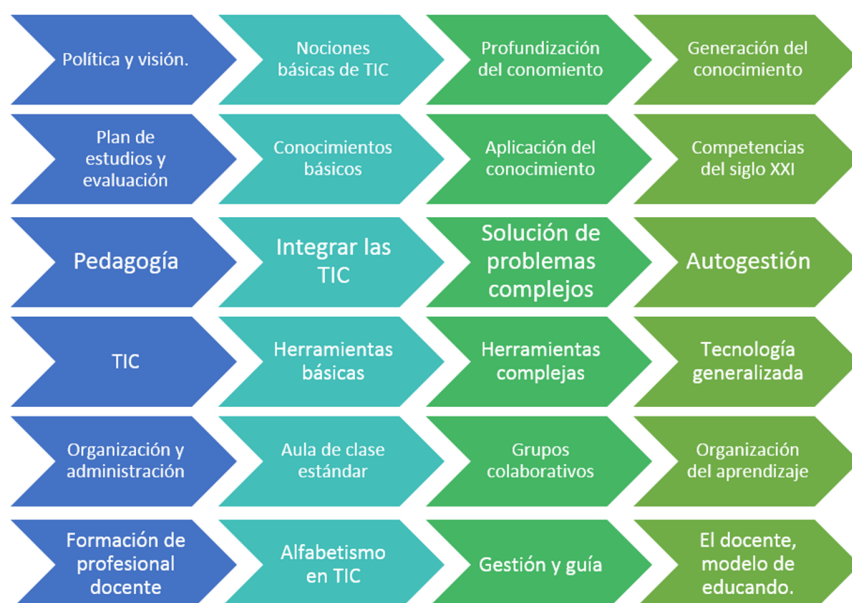 Política y visión.
Nociones
básicas de TIC
Profundización
del conomiento
Generación del
conocimiento
Plan de
estudios y
evaluación
Conocimientos
básicos
Aplicación del
conocimiento
Competencias
del siglo XXI
Pedagogía
Integrar las
TIC
Solución de
problemas
complejos
Autogestión
TIC
Herramientas
básicas
Herramientas
complejas
Tecnología
generalizada
Organización y
administración
Aula de clase
estándar
Grupos
colaborativos
Organización
del aprendizaje
Formación de
profesional
docente
Alfabetismo
en TIC
Gestión y guía
El docente,
modelo de
educando.